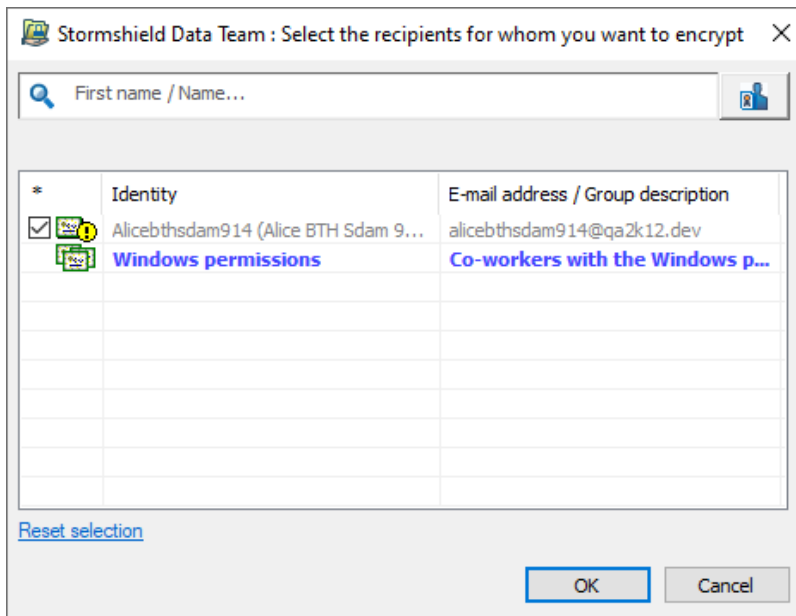 Stormshield Data Team : Select the recipients for whom you want to encrypt
First name / Name...
* Identity E-mail address / Group description
Alicebthsdam914 (Alice BTH Sdam 9... alicebthsdam914@qa2k12.dev
Windows permissions Co-workers with the Windows p...
Reset selection
OK Cancel